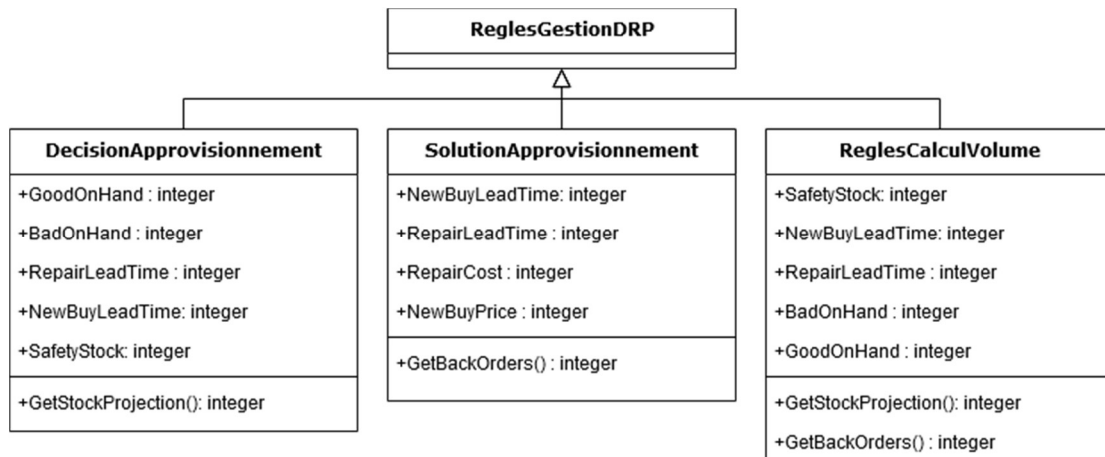 ReglesGestionDRP
DecisionApprovisionnement
+GoodOnHand : integer
+BadOnHand : integer
+RepairLeadTime : integer
+NewBuyLeadTime: integer
+SafetyStock: integer
+GetStockProjection(): integer
SolutionApprovisionnement
+NewBuyLeadTime: integer
+RepairLeadTime : integer
+RepairCost : integer
+NewBuyPrice : integer
+GetBackOrders() : integer
ReglesCalculVolume
+SafetyStock: integer
+NewBuyLeadTime: integer
+RepairLeadTime : integer
+BadOnHand : integer
+GoodOnHand : integer
+GetStockProjection(): integer
+GetBackOrders() : integer